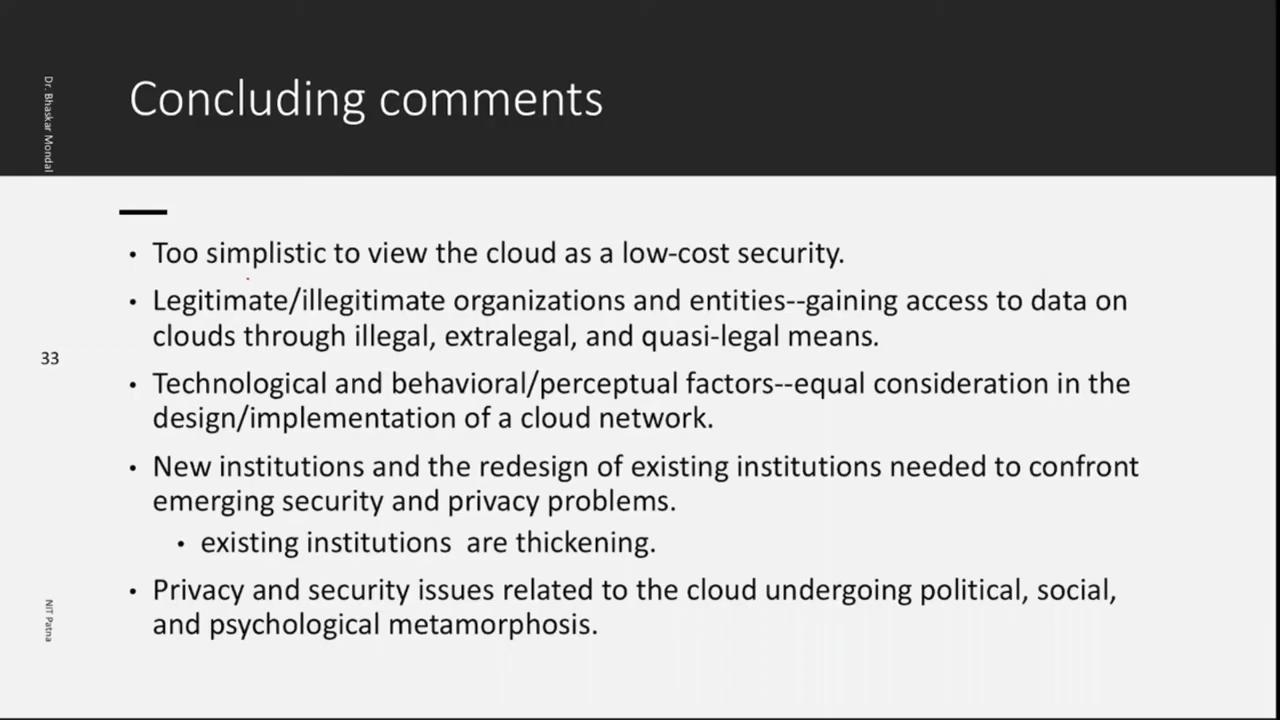 Dr. Bhaskar Mondal
Concluding comments
• Too simplistic to view the cloud as a low-cost security.
• Legitimate/illegitimate organizations and entities--gaining access to data on
clouds through illegal, extralegal, and quasi-legal means.
33
• Technological and behavioral/perceptual factors--equal consideration in the
design/implementation of a cloud network.
• New institutions and the redesign of existing institutions needed to confront
emerging security and privacy problems.
• existing institutions  are thickening.
• Privacy and security issues related to the cloud undergoing political, social,
and psychological metamorphosis.
NIT Patna